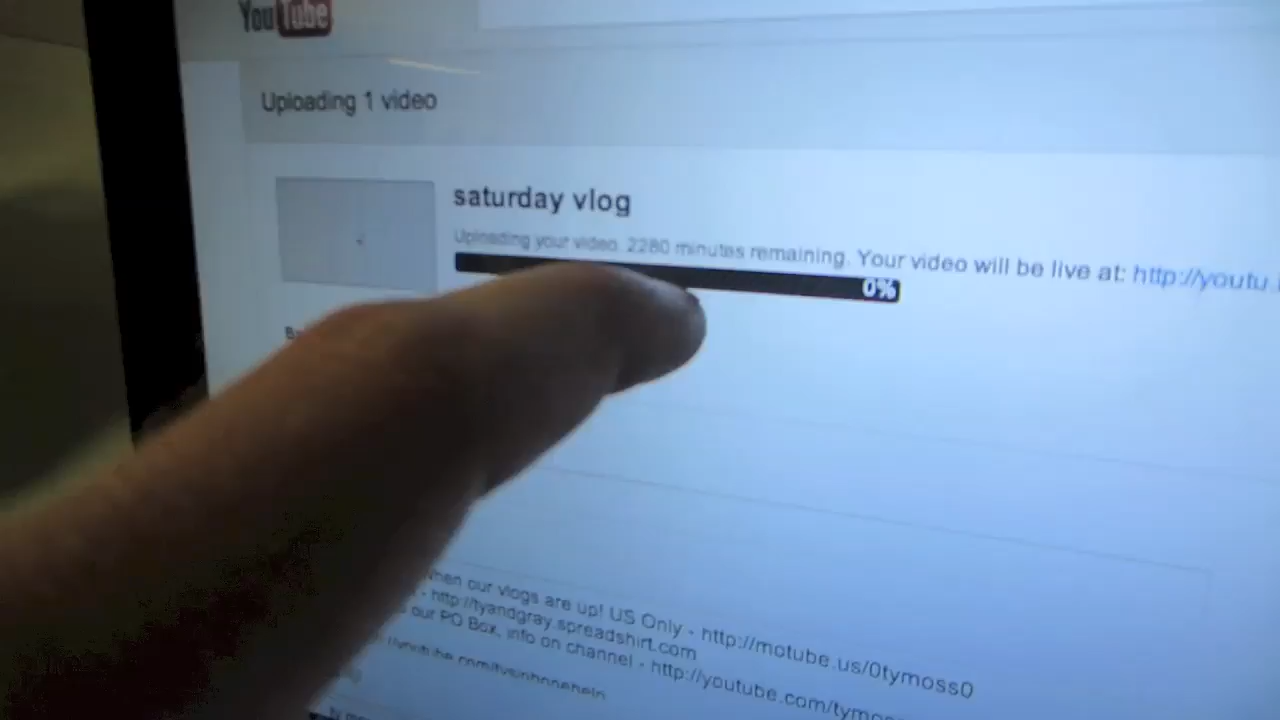 YouTube
Uploading 1 video
saturday vlog
Uploading your video. 2280 minutes remaining. Your video will be live at: http://youtu.
0%
when our vlogs are up! US Only - http://motube.us/0tymoss0
- http://tyandgray.spreadshirt.com
our PO Box, info on channel - http://youtube.com/tymoss